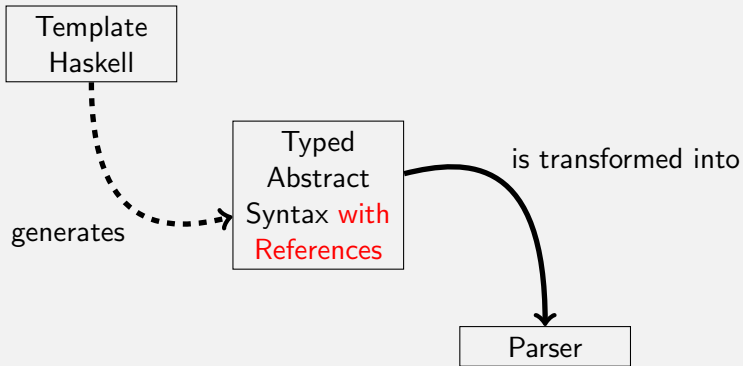 Template
Haskell
Typed
Abstract
Syntax with
References
is transformed into
generates
Parser